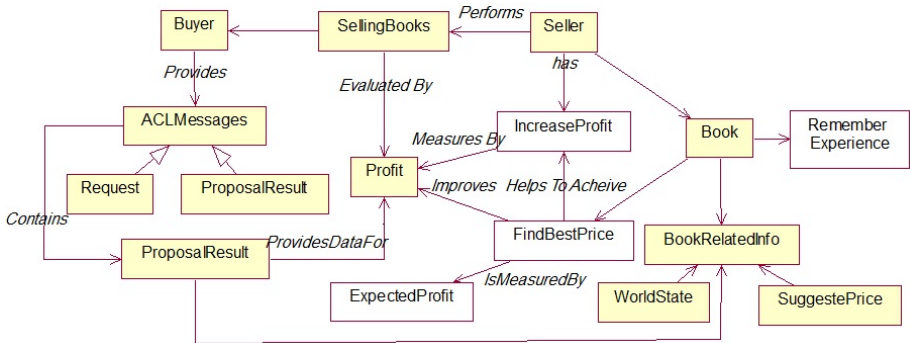 Performs
Buyer
SellingBooks
Seller
Provides
Evaluated By
has
ACLMessages
IncreaseProfit
Book
Remember
Experience
Measures By
Request
ProposalResult
Profit
Improves
Helps To Acheive
Contains
ProposalResult
ProvidesDataFor
FindBestPrice
BookRelatedInfo
IsMeasuredBy
ExpectedProfit
WorldState
SuggestePrice